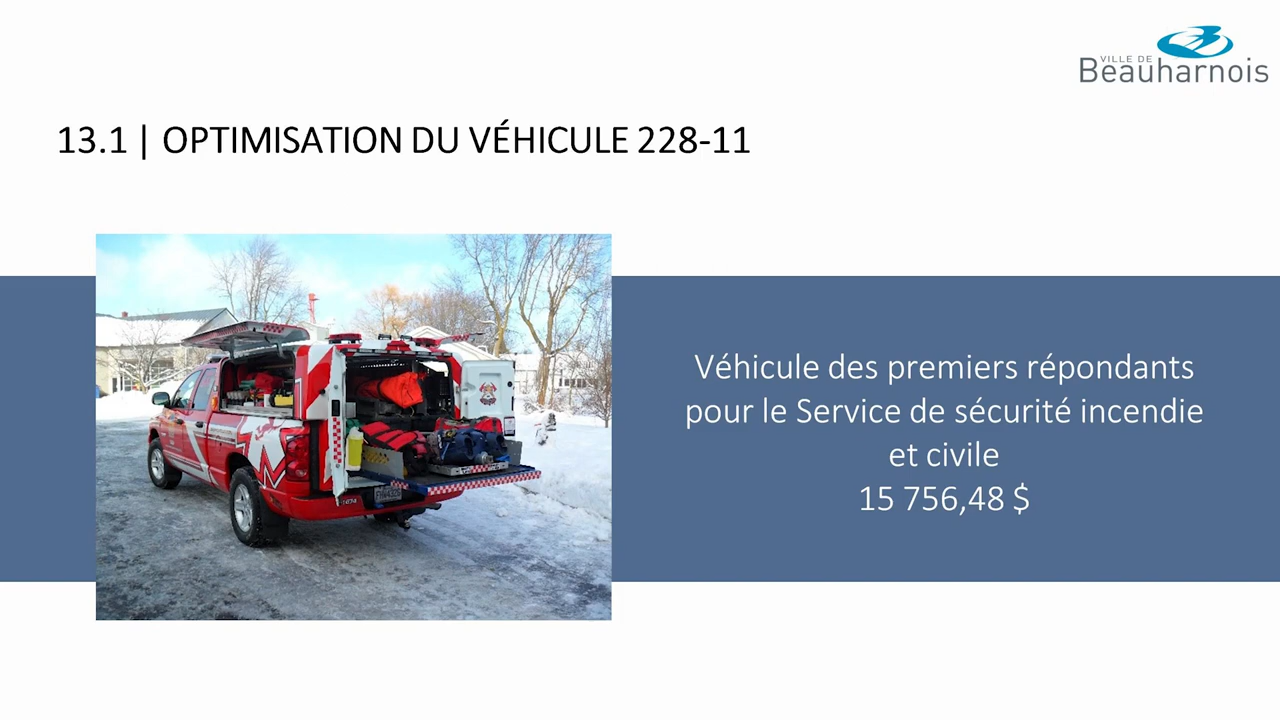 VILLE DE
Beauharnois
13.1 | OPTIMISATION DU VÉHICULE 228-11
Véhicule des premiers répondants
pour le Service de sécurité incendie
et civile
15 756,48 $